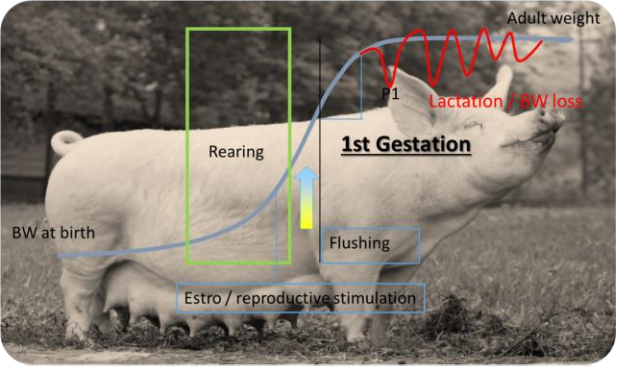 Adult weight
P1
Lactation / BW loss
1st Gestation
Rearing
BW at birth
Flushing
Estro / reproductive stimulation